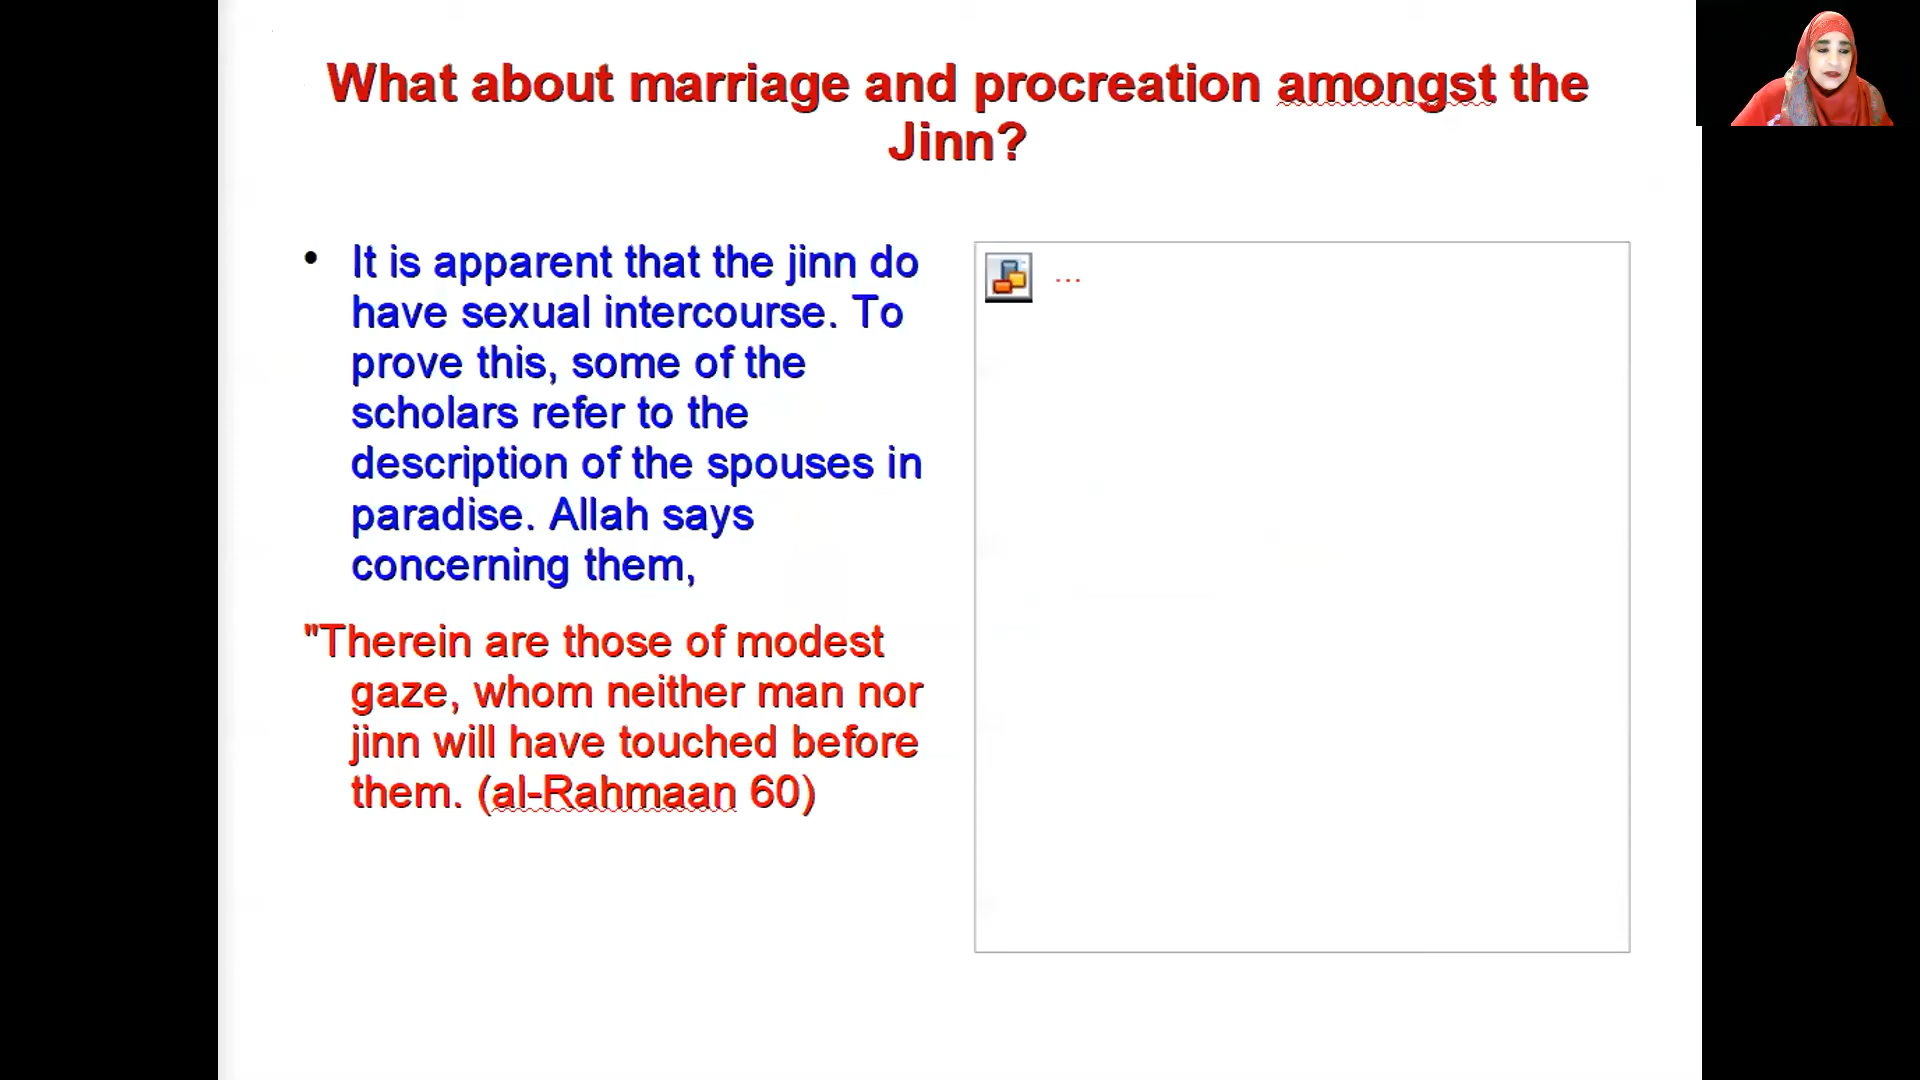 What about marriage and procreation amongst the
Jinn?
• It is apparent that the jinn do
have sexual intercourse. To
prove this, some of the
scholars refer to the
description of the spouses in
paradise. Allah says
concerning them,
"Therein are those of modest
gaze, whom neither man nor
jinn will have touched before
them. (al-Rahmaan 60)
...